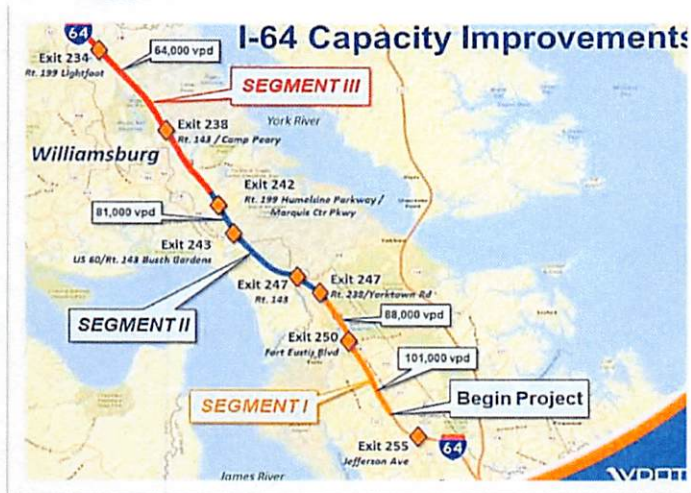 64
I-64 Capacity Improvements
64,000 vpd
Exit 234
Rt. 199 Lightfoot
SEGMENT III
York River
Exit 238
Rt. 143 / Camp Peary
Williamsburg
Exit 242
Rt. 199 Humelsine Parkway /
Marquis Ctr Pkwy
81,000 vpd
Exit 243
US 60/Rt. 143 Busch Gardens
Exit 247
Rt. 143
Exit 247
Rt. 238/Yorktown Rd
SEGMENT II
88,000 vpd
Exit 250
Fort Eustis Blvd
101,000 vpd
SEGMENT I
Begin Project
Exit 255
Jefferson Ave
64
James River
VDOT